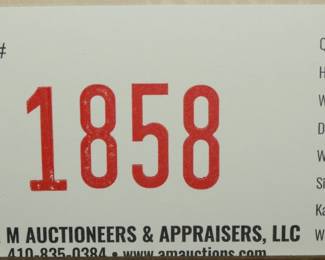 #
1858
M AUCTIONEERS & APPRAISERS, LLC
410-835-0384 • www.amauctions.com